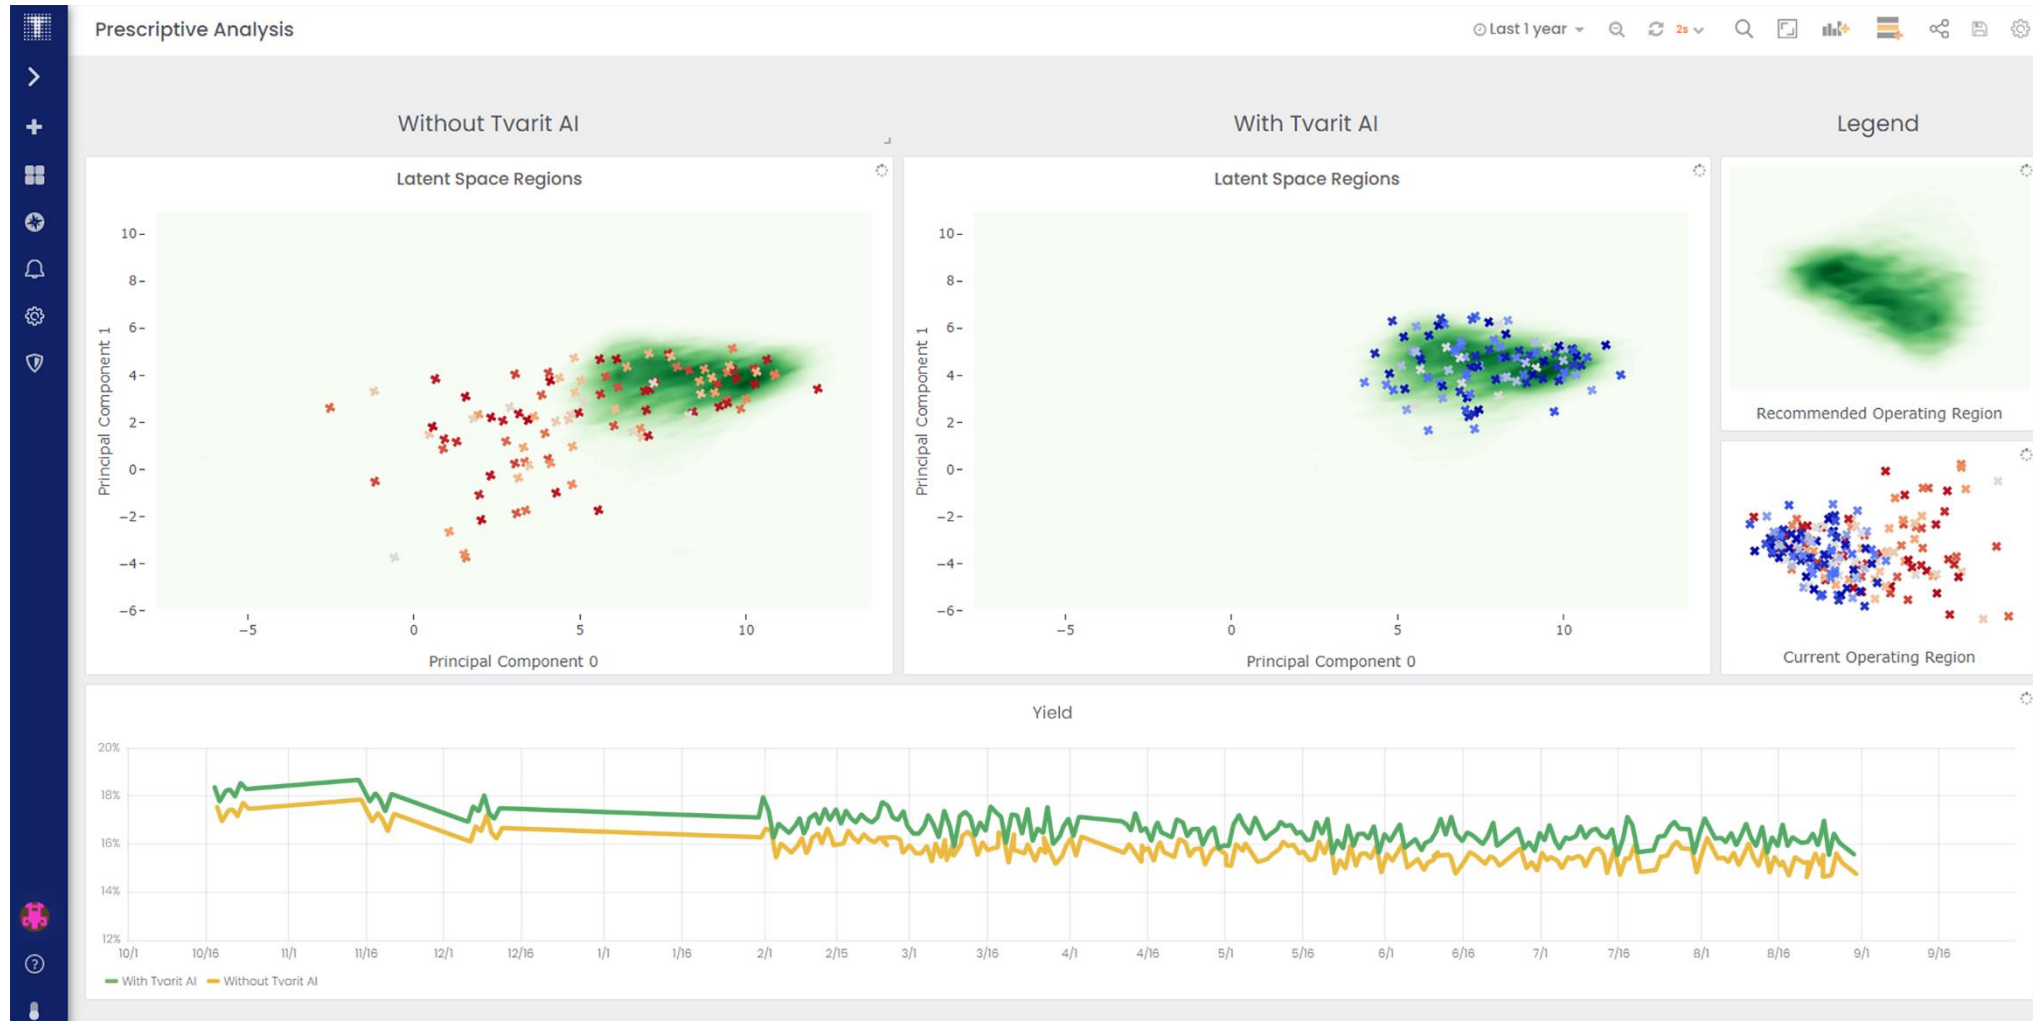 T
Prescriptive Analysis
Last 1 year
2s
Without Tvarit AI
With Tvarit AI
Legend
Latent Space Regions
10
8
6
4
2
0
−2
−4
−6
Principal Component 1
−5
0
5
10
Principal Component 0
Latent Space Regions
10
8
6
4
2
0
−2
−4
−6
Principal Component 1
−5
0
5
10
Principal Component 0
Recommended Operating Region
Current Operating Region
Yield
20%
18%
16%
14%
12%
10/1 10/16 11/1 11/16 12/1 12/16 1/1 1/16 2/1 2/15 3/1 3/16 4/1 4/16 5/1 5/16 6/1 6/16 7/1 7/16 8/1 8/16 9/1 9/16
With Tvarit AI Without Tvarit AI